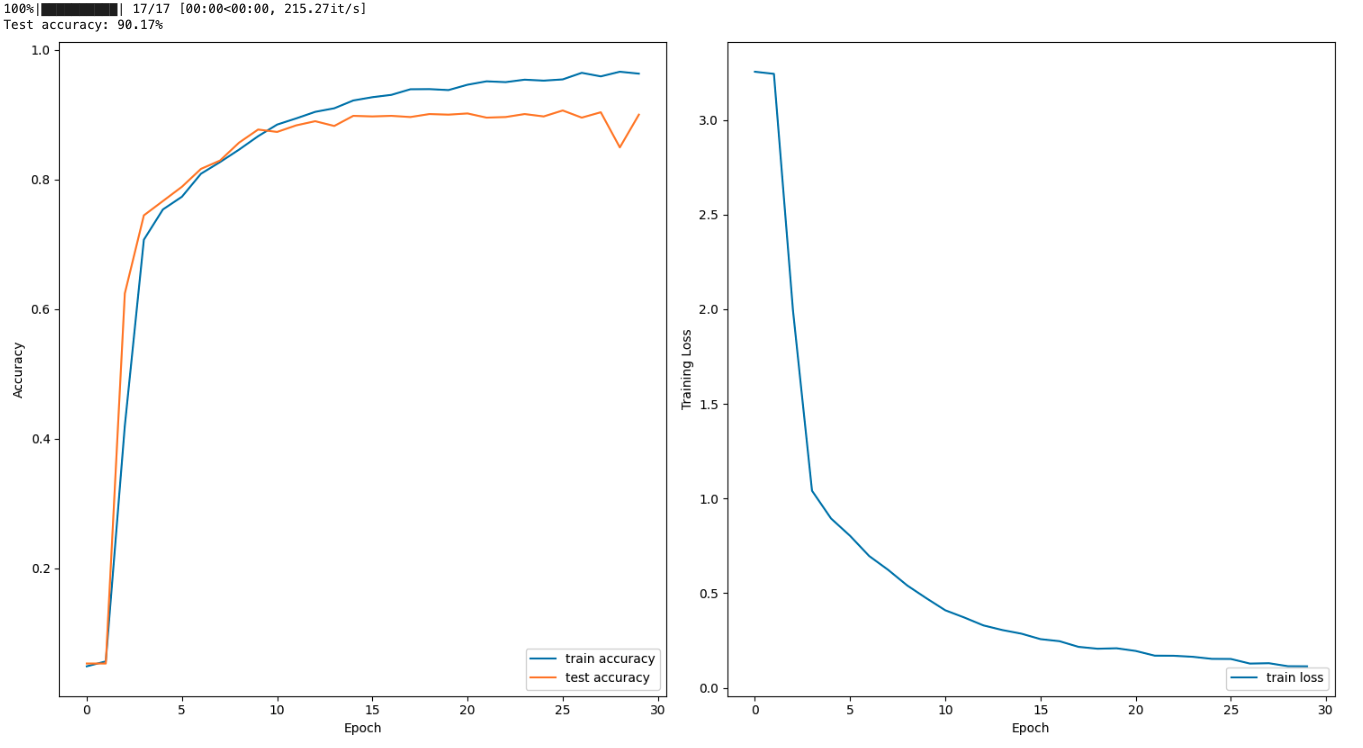 100%|██████████| 17/17 [00:00<00:00, 215.27it/s]
Test accuracy: 90.17%
1.0
0.8
0.6
0.4
0.2
Accuracy
0 5 10 15 20 25 30
Epoch
train accuracy
test accuracy
3.0
2.5
2.0
1.5
1.0
0.5
0.0
Training Loss
0 5 10 15 20 25 30
Epoch
train loss